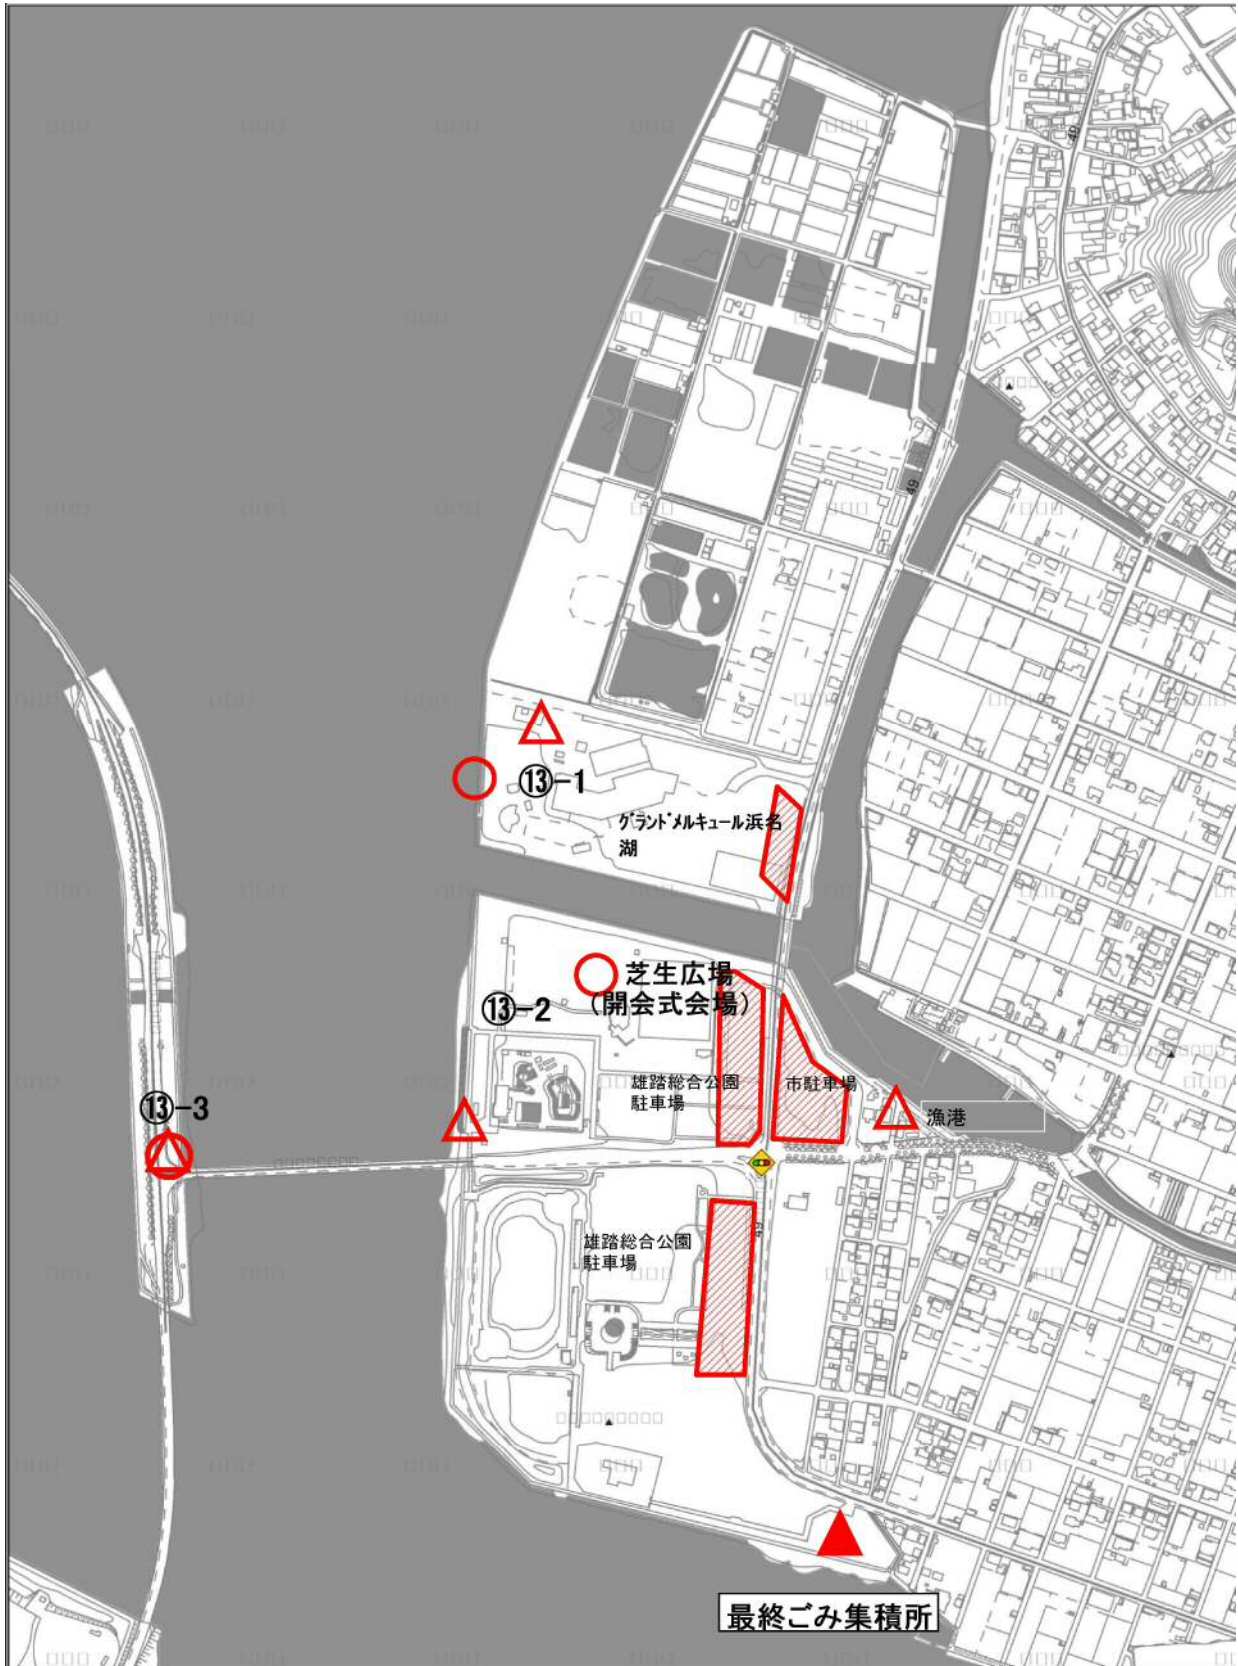 49
49
⑬-1
グランドメルキュール浜名
湖
芝生広場
(開会式会場)
⑬-2
雄踏総合公園
駐車場
市駐車場
漁港
⑬-3
49
雄踏総合公園
駐車場
最終ごみ集積所